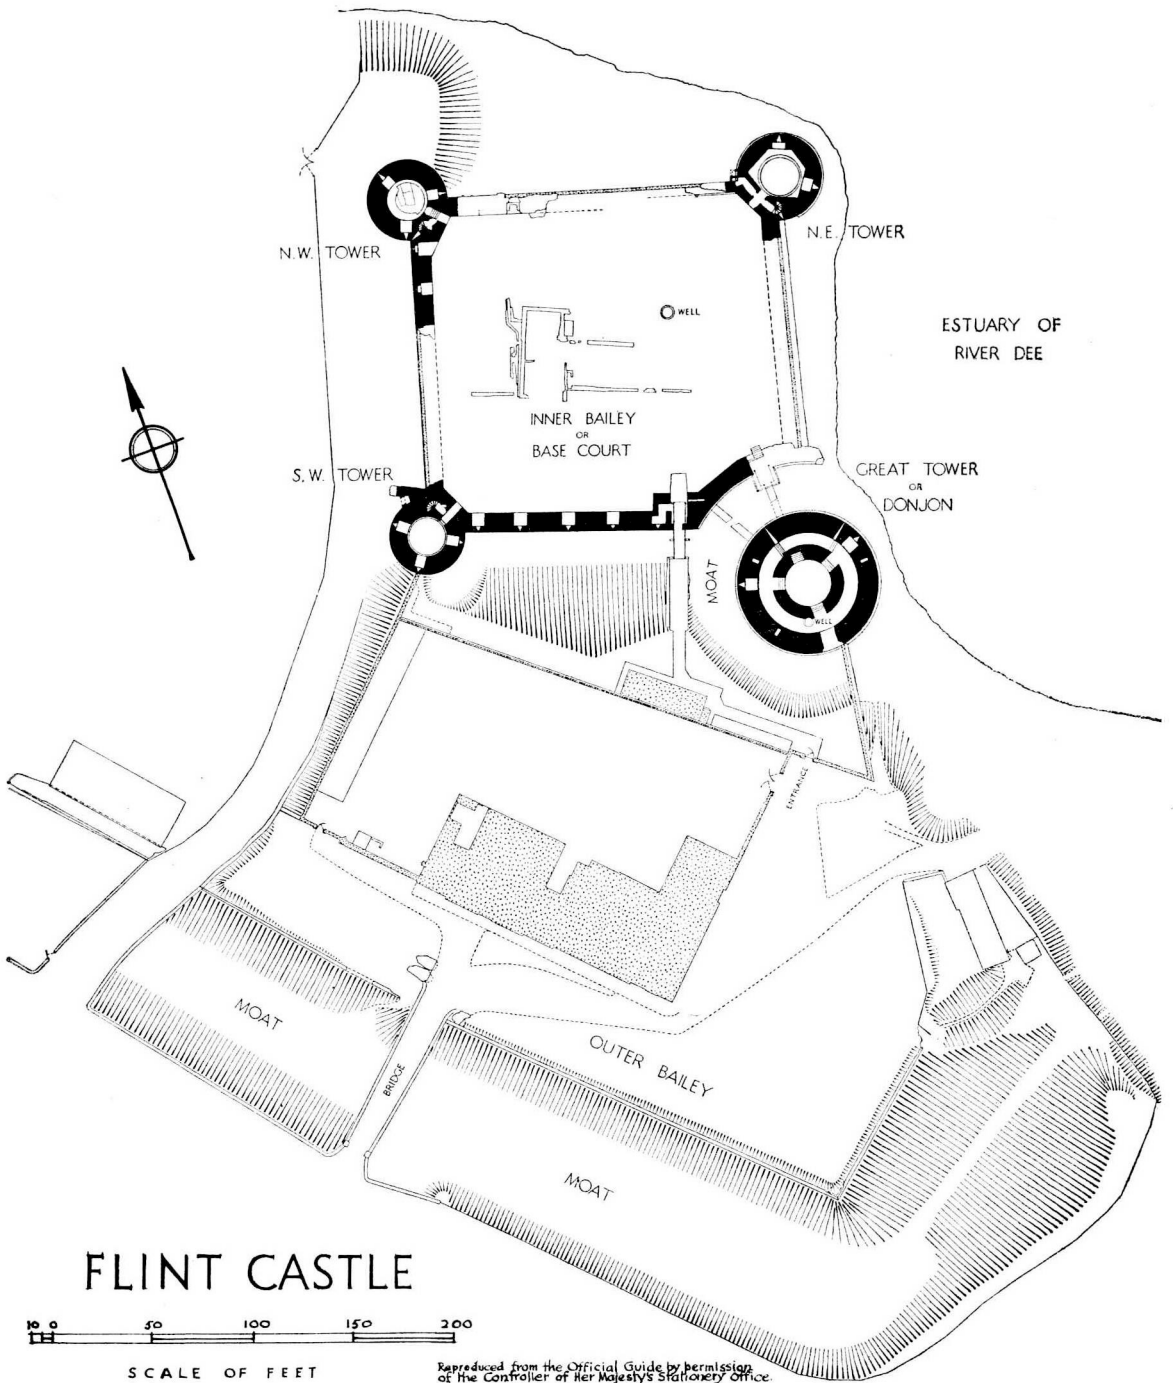 N.W. TOWER
N.E. TOWER
WELL
ESTUARY OF
RIVER DEE
INNER BAILEY
OR
BASE COURT
S.W. TOWER
GREAT TOWER
OR
DONJON
MOAT
WELL
ENTRANCE
MOAT
BRIDGE
OUTER BAILEY
MOAT
FLINT CASTLE
10 0 50 100 150 200
SCALE OF FEET
Reproduced from the Official Guide by permission
of the Controller of Her Majesty's Stationery Office.